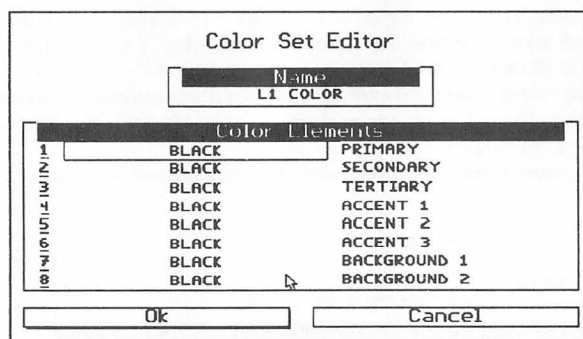 Color Set Editor
Name
L1 COLOR
Color Elements
1 BLACK PRIMARY
2 BLACK SECONDARY
3 BLACK TERTIARY
4 BLACK ACCENT 1
5 BLACK ACCENT 2
6 BLACK ACCENT 3
7 BLACK BACKGROUND 1
8 BLACK BACKGROUND 2
Ok Cancel